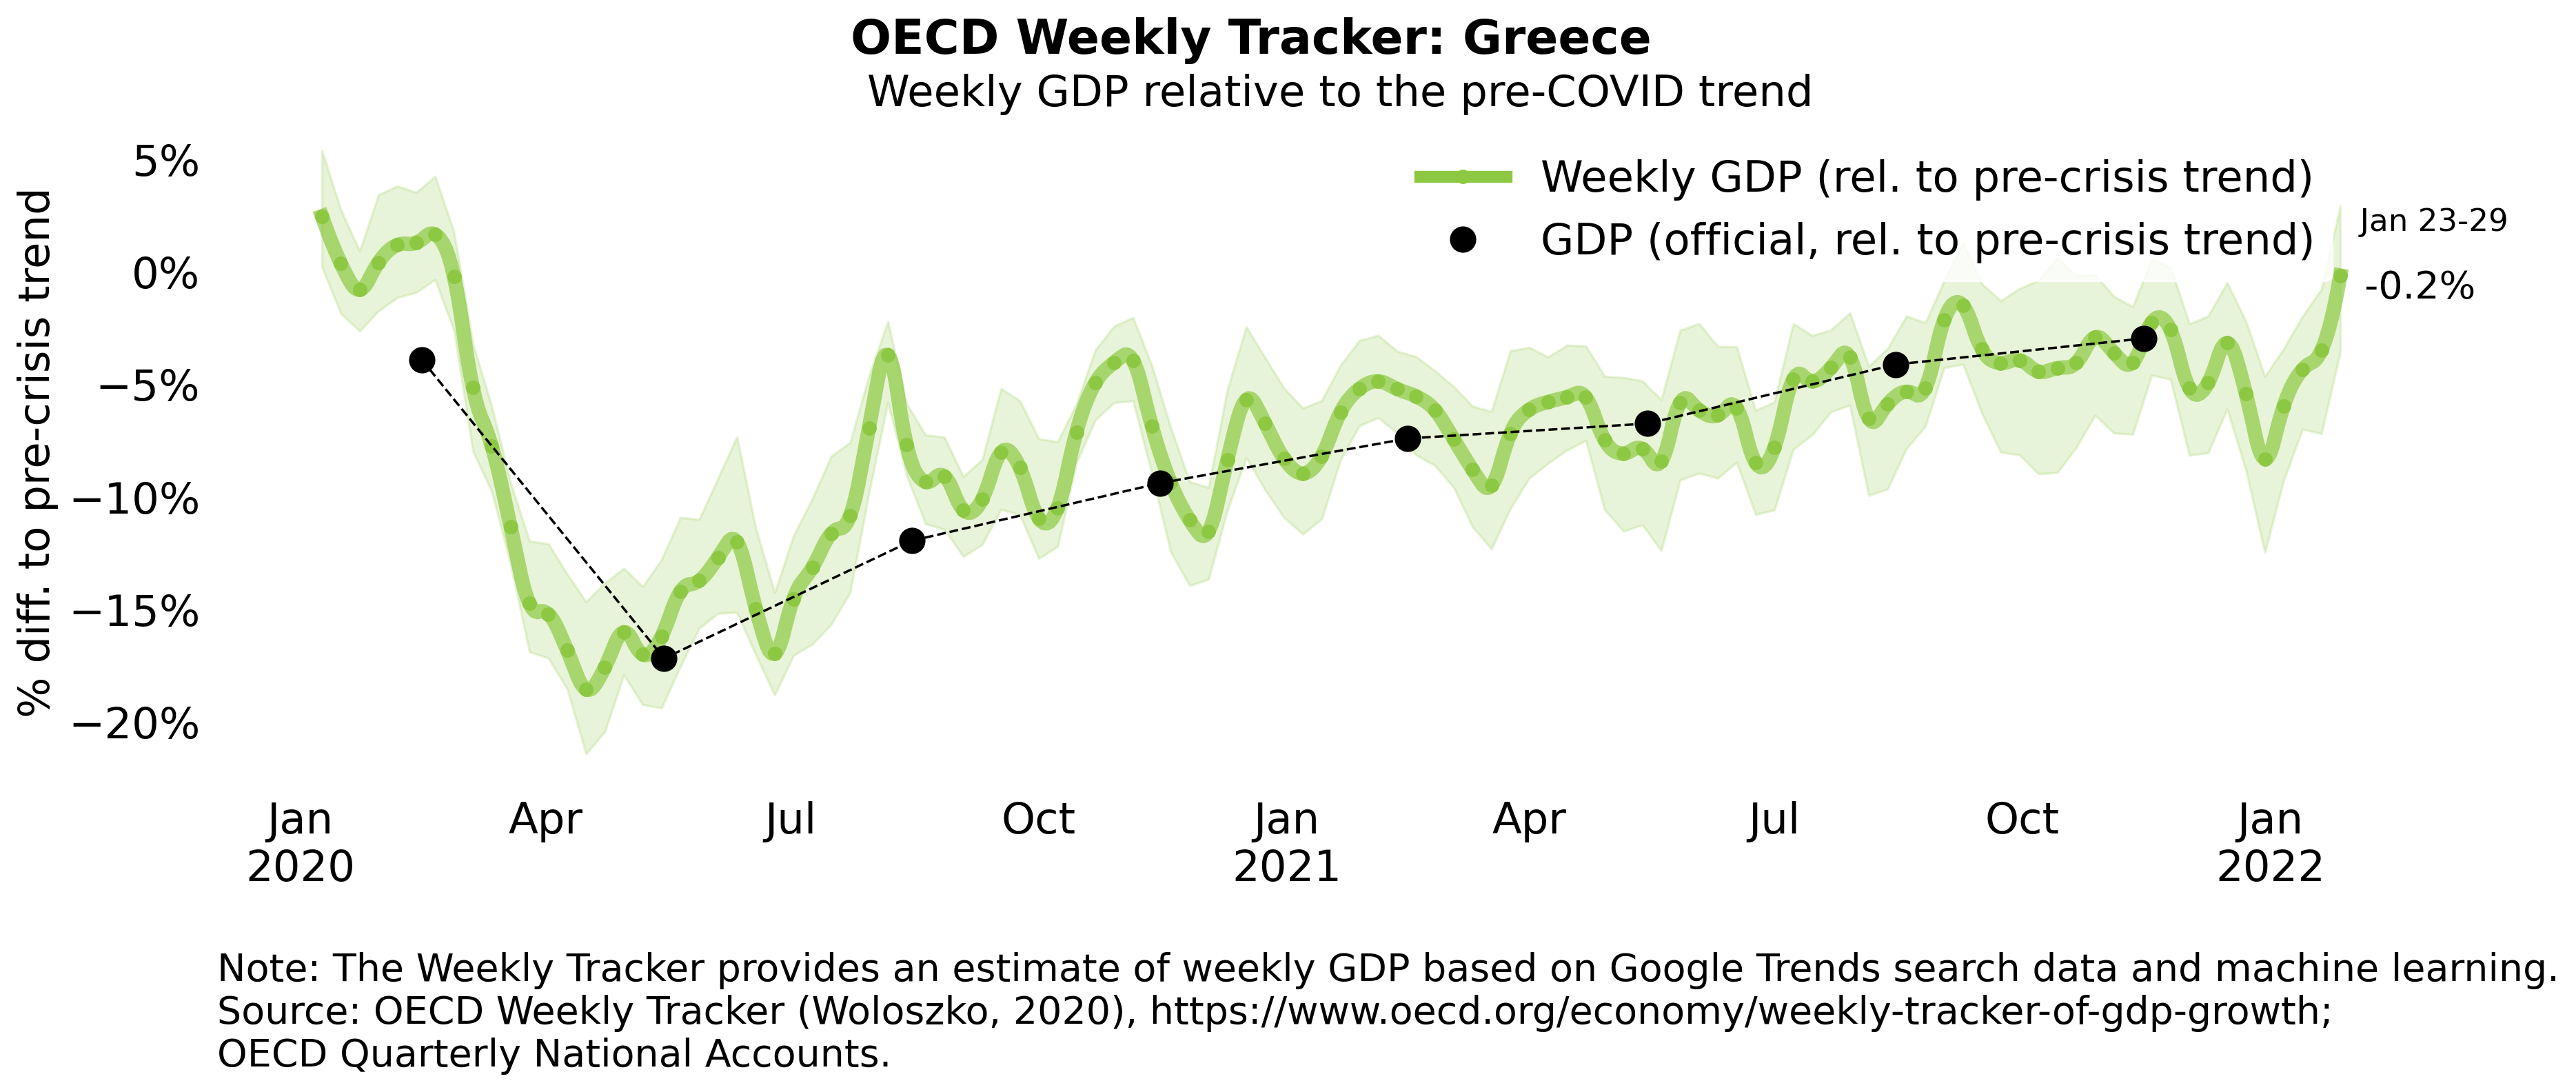 OECD Weekly Tracker: Greece
Weekly GDP relative to the pre-COVID trend
% diff. to pre-crisis trend
5%
0%
−5%
−10%
−15%
−20%
Weekly GDP (rel. to pre-crisis trend)
GDP (official, rel. to pre-crisis trend)
Jan 23-29
-0.2%
Jan Apr Jul Oct Jan Apr Jul Oct Jan
2020 2021 2022
Note: The Weekly Tracker provides an estimate of weekly GDP based on Google Trends search data and machine learning.
Source: OECD Weekly Tracker (Woloszko, 2020), https://www.oecd.org/economy/weekly-tracker-of-gdp-growth;
OECD Quarterly National Accounts.